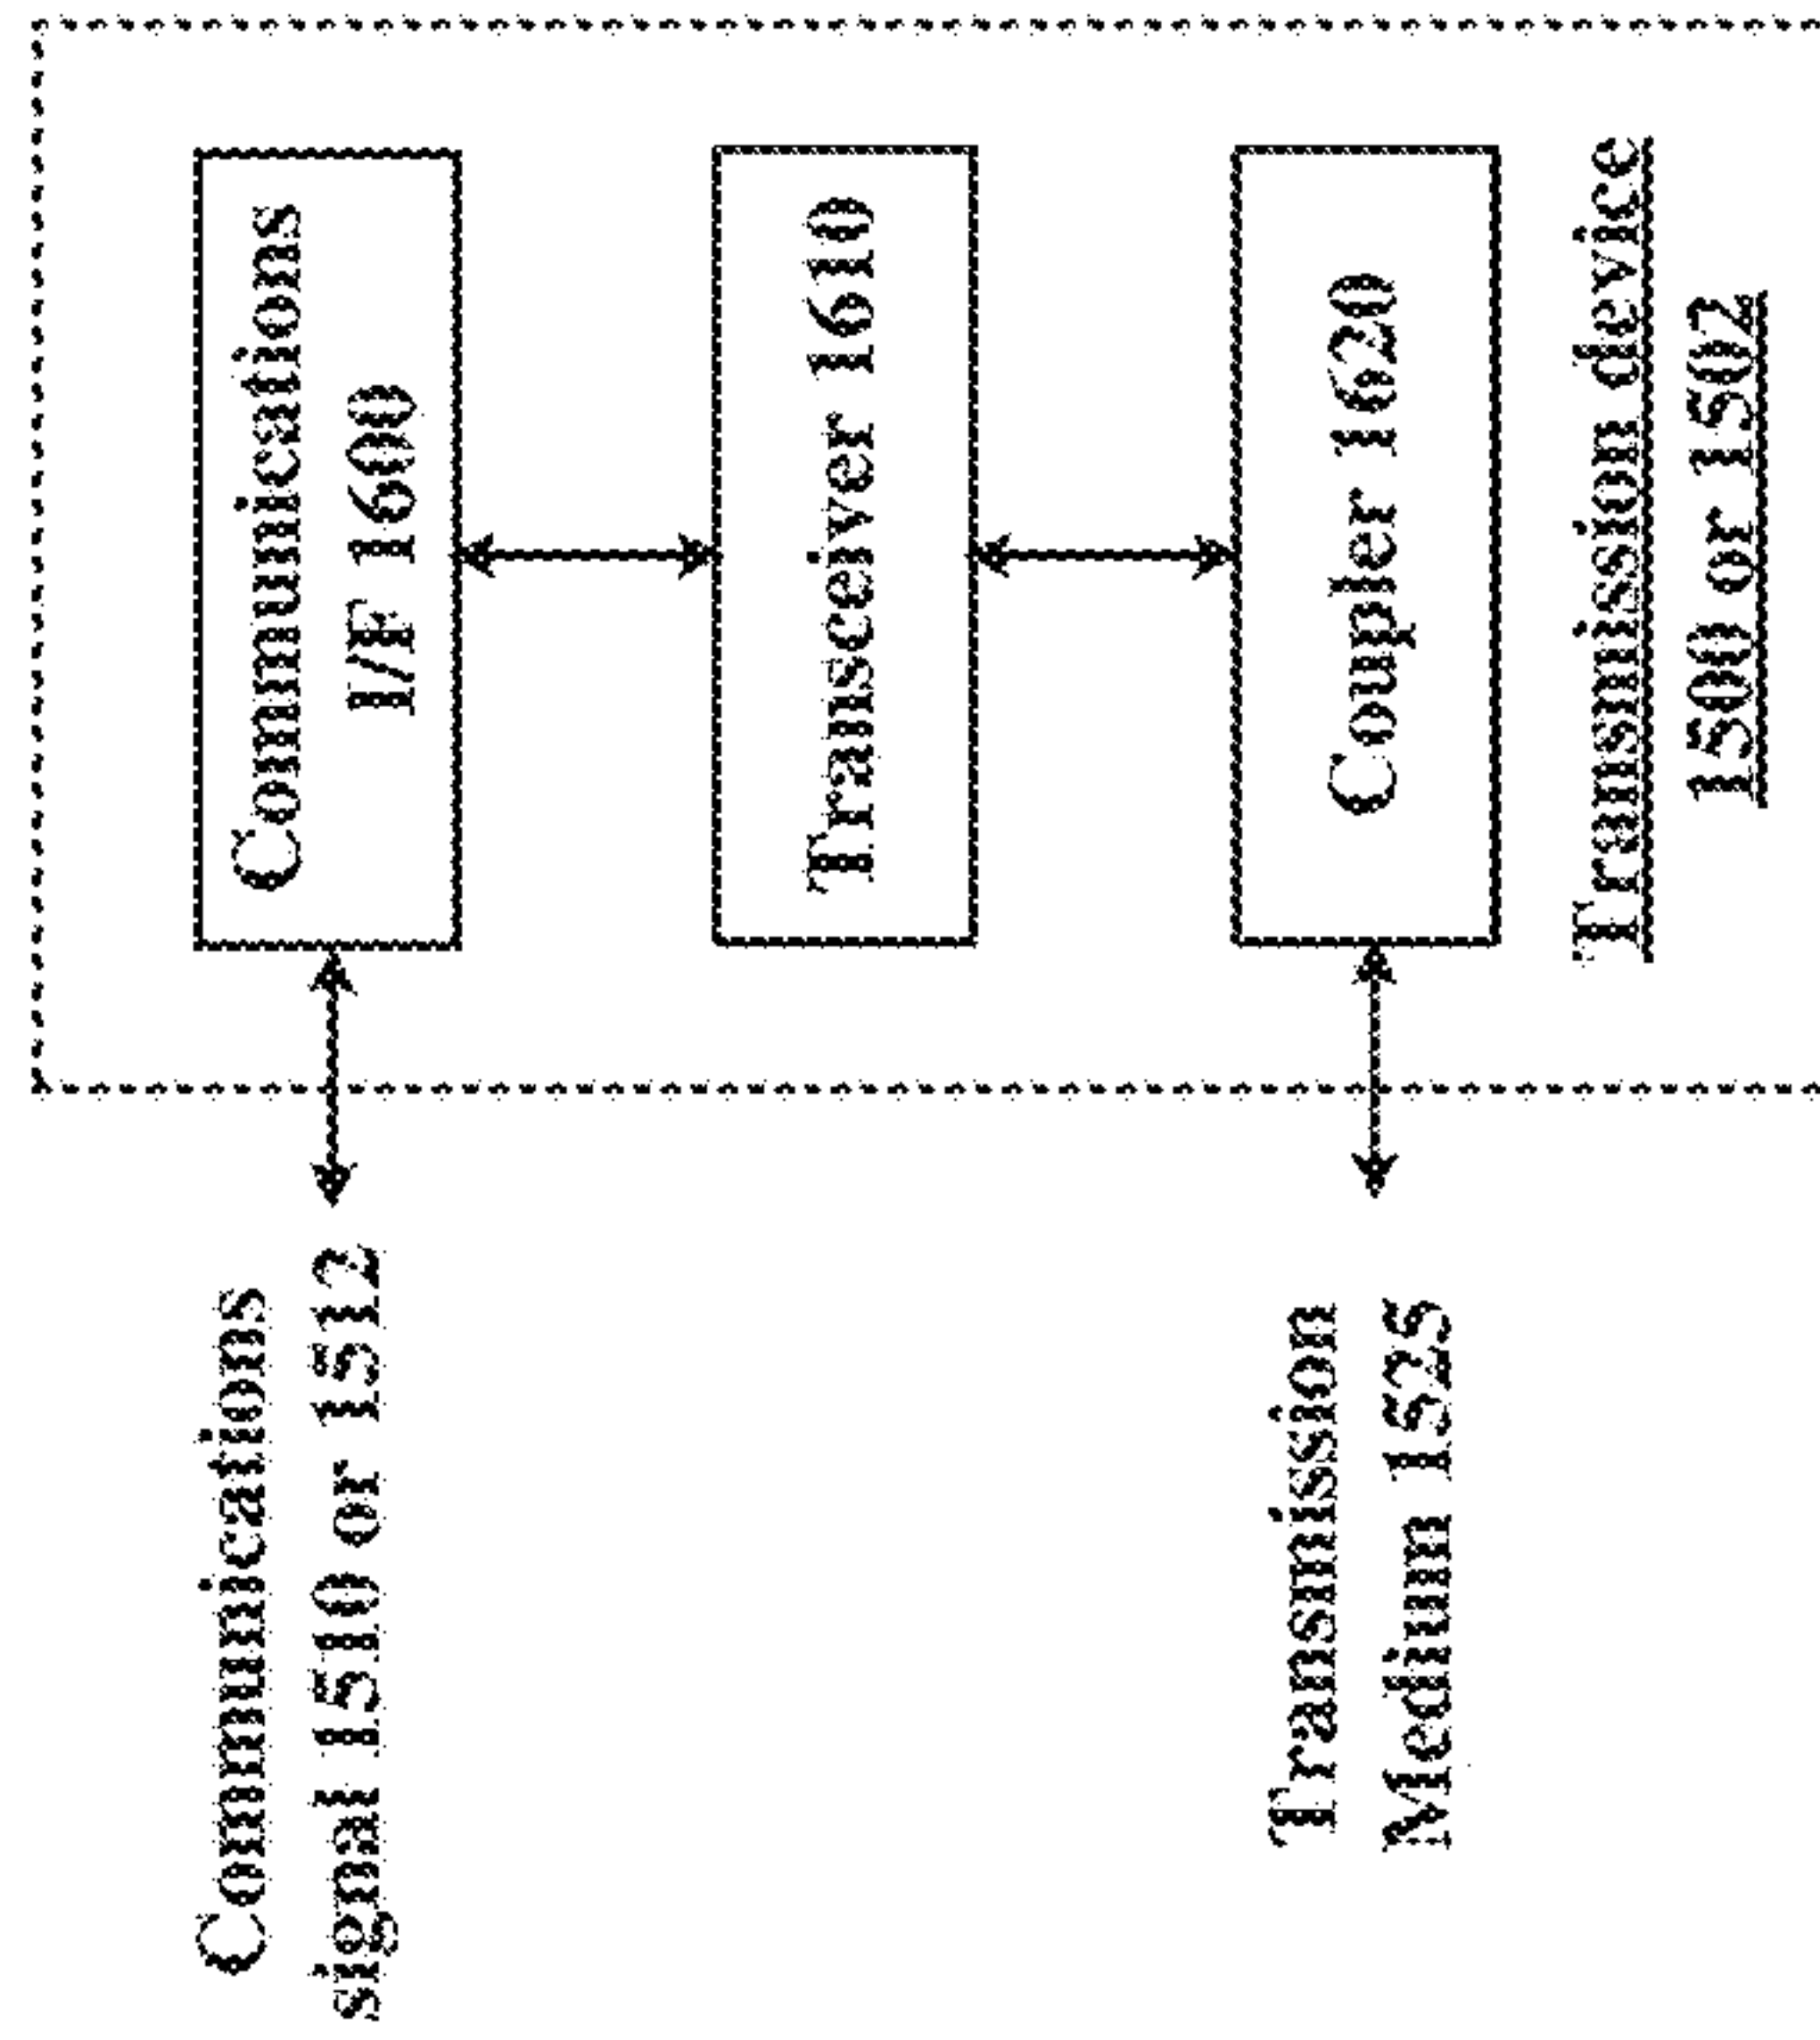 Communications
signal 1510 or 1512
Communications
I/F 1600
Transceiver 1610
Transmission
Medium 1525
Coupler 1620
Transmission device
1500 or 1502